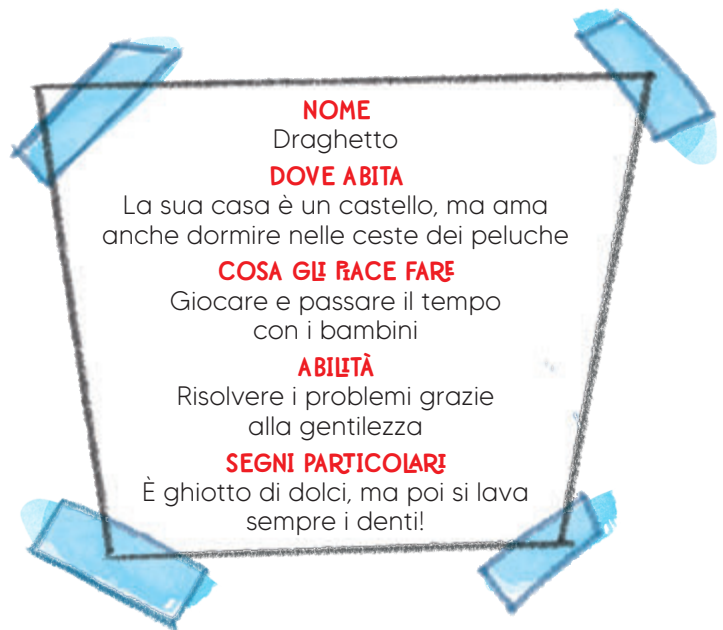 NOME
Draghetto
DOVE ABITA
La sua casa è un castello, ma ama
anche dormire nelle ceste dei peluche
COSA GLI PIACE FARE
Giocare e passare il tempo
con i bambini
ABILITÀ
Risolvere i problemi grazie
alla gentilezza
SEGNI PARTICOLARI
È ghiotto di dolci, ma poi si lava
sempre i denti!